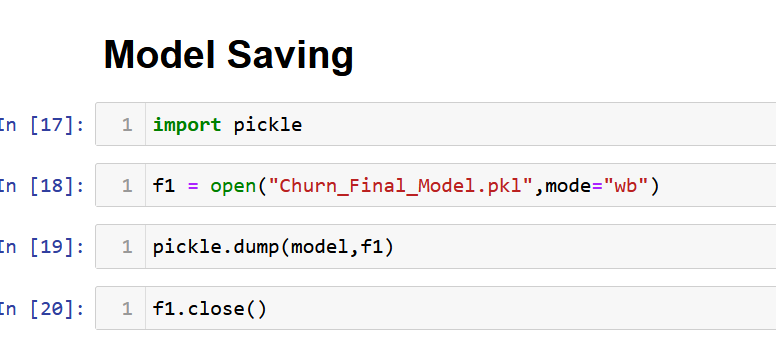 Model Saving
In [17]: 1 import pickle
In [18]: 1 f1 = open("Churn_Final_Model.pkl",mode="wb")
In [19]: 1 pickle.dump(model,f1)
In [20]: 1 f1.close()